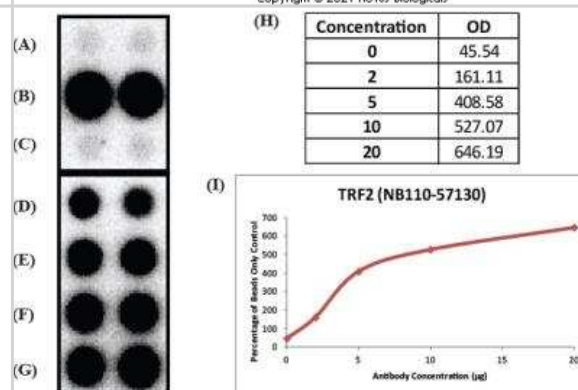 Copyright © 2021 Novus Biologicals
(A)
(B)
(C)
(D)
(E)
(F)
(G)
(H)
Concentration OD
0 45.54
2 161.11
5 408.58
10 527.07
20 646.19
(I)
TRF2 (NB110-57130)
Percentage of Beads Only Control
700
600
500
400
300
200
100
0
0 5 10 15 20
Antibody Concentration (µg)